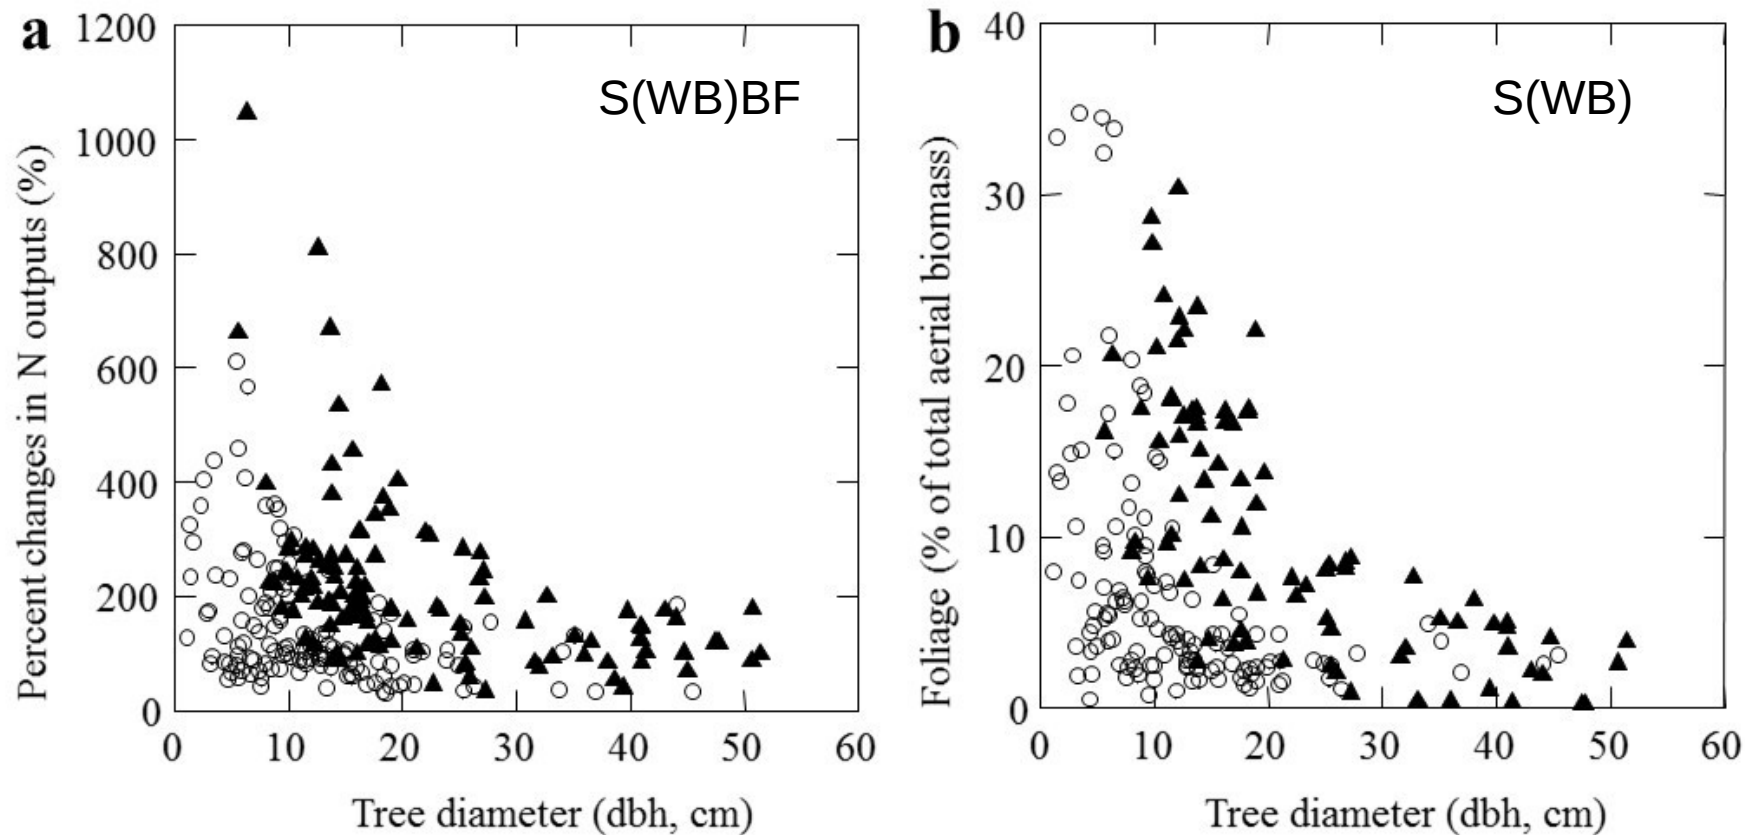 a
S(WB)BF
Percent changes in N outputs (%)
1200
1000
800
600
400
200
0
0 10 20 30 40 50 60
Tree diameter (dbh, cm)
b
S(WB)
Foliage (% of total aerial biomass)
40
30
20
10
0
0 10 20 30 40 50 60
Tree diameter (dbh, cm)